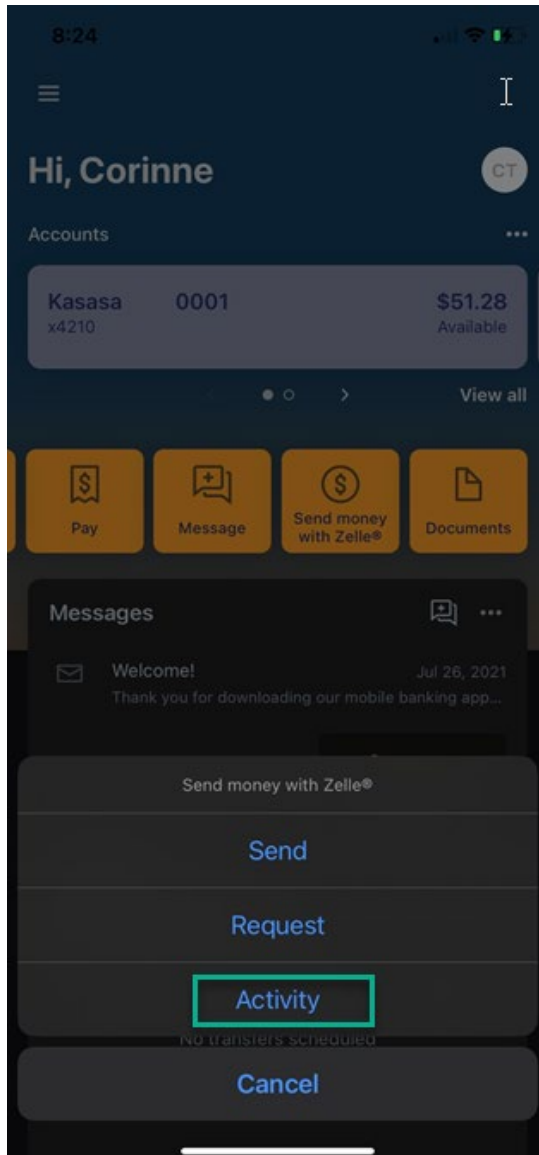 8:24
Hi, Corinne
CT
Accounts
Kasasa 0001 $51.28
x4210 Available
View all
Pay
Message
Send money
with Zelle®
Documents
Messages
Welcome! Jul 26, 2021
Thank you for downloading our mobile banking app...
Send money with Zelle®
Send
Request
Activity
No transfers scheduled
Cancel